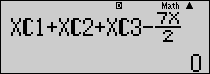 D Math ▲
XC1+XC2+XC3-7X/2
0